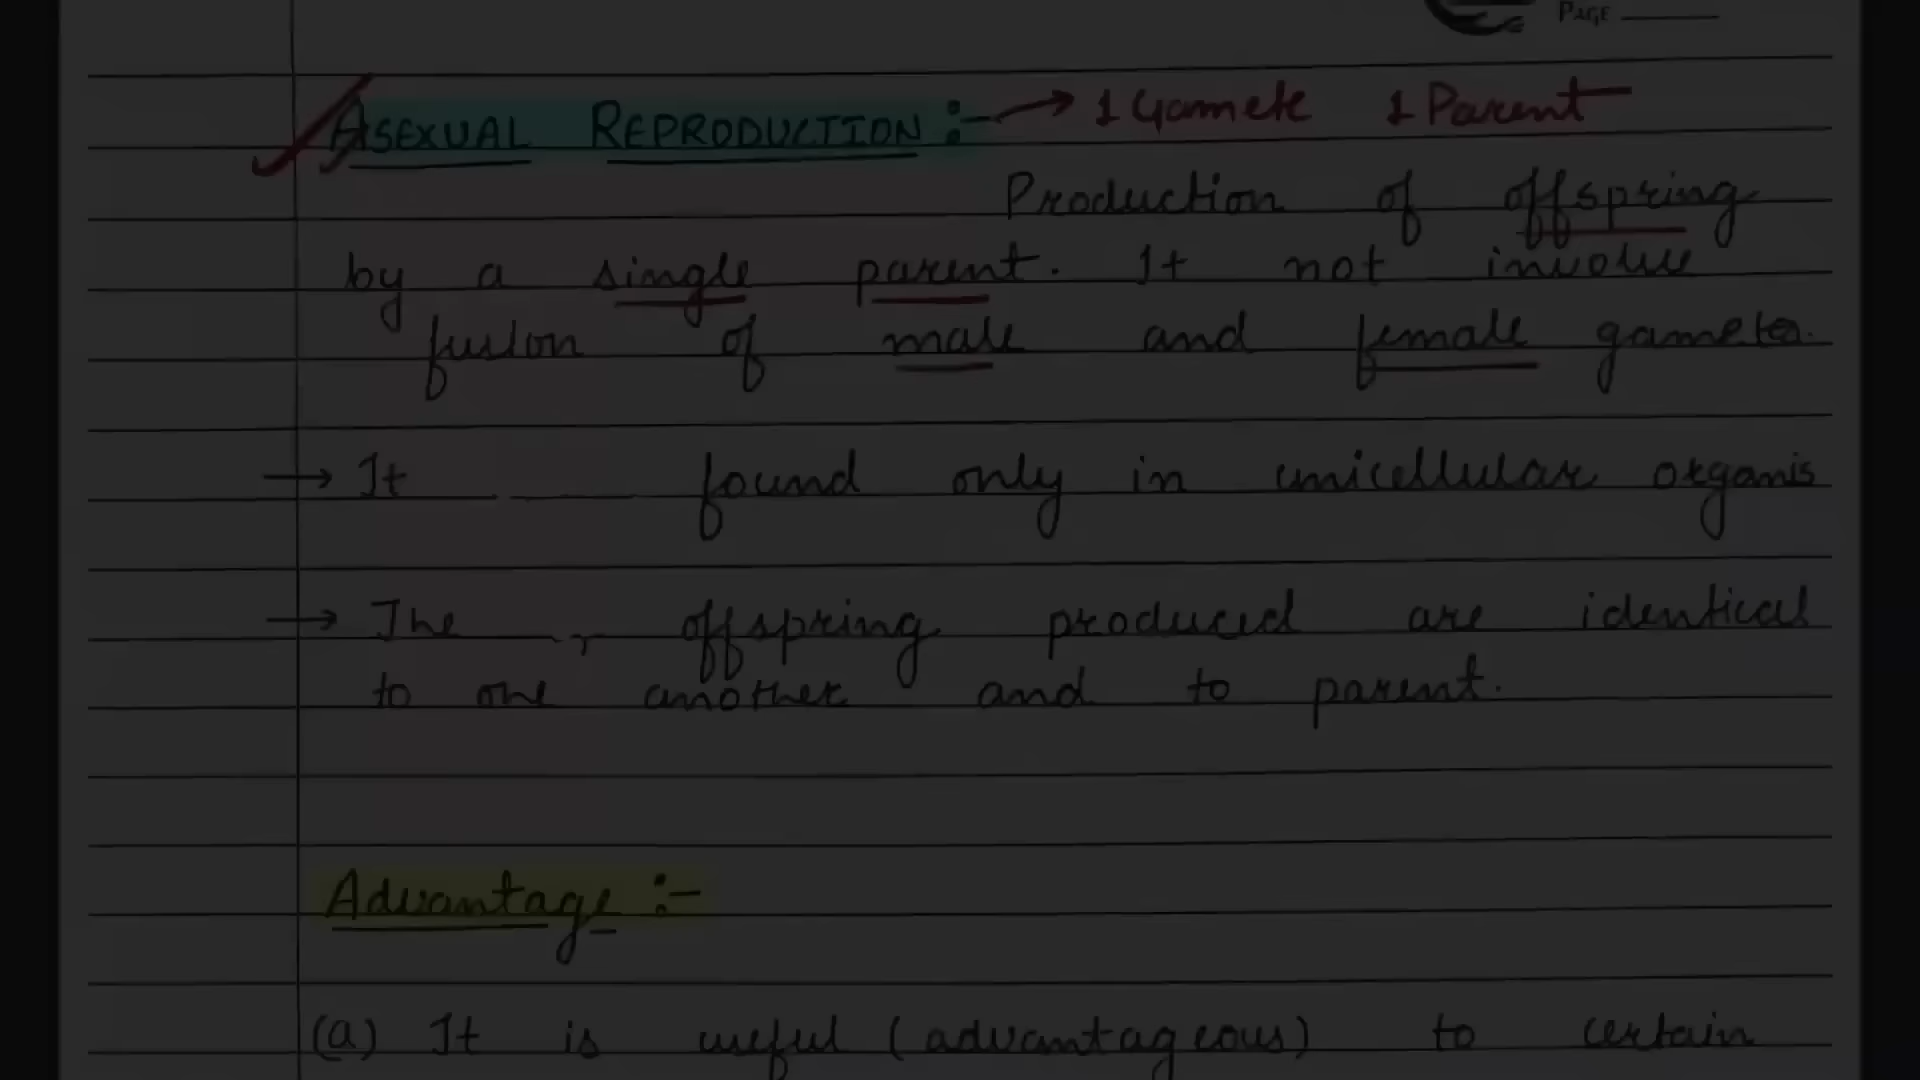 PAGE
ASEXUAL REPRODUCTION :- → 1 Gamete 1 Parent
Production of offspring
by a single parent. It not involve
fusion of male and female gametes.
→ It found only in unicellular organis
→ The offspring produced are identical
to one another and to parent.
Advantage :-
(a) It is useful (advantageous) to certain